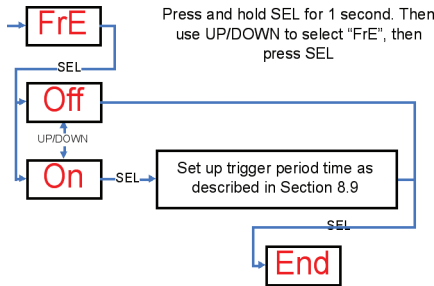 FrE
Press and hold SEL for 1 second. Then
use UP/DOWN to select “FrE”, then
press SEL
SEL
Off
UP/DOWN
On
SEL
Set up trigger period time as
described in Section 8.9
SEL
End